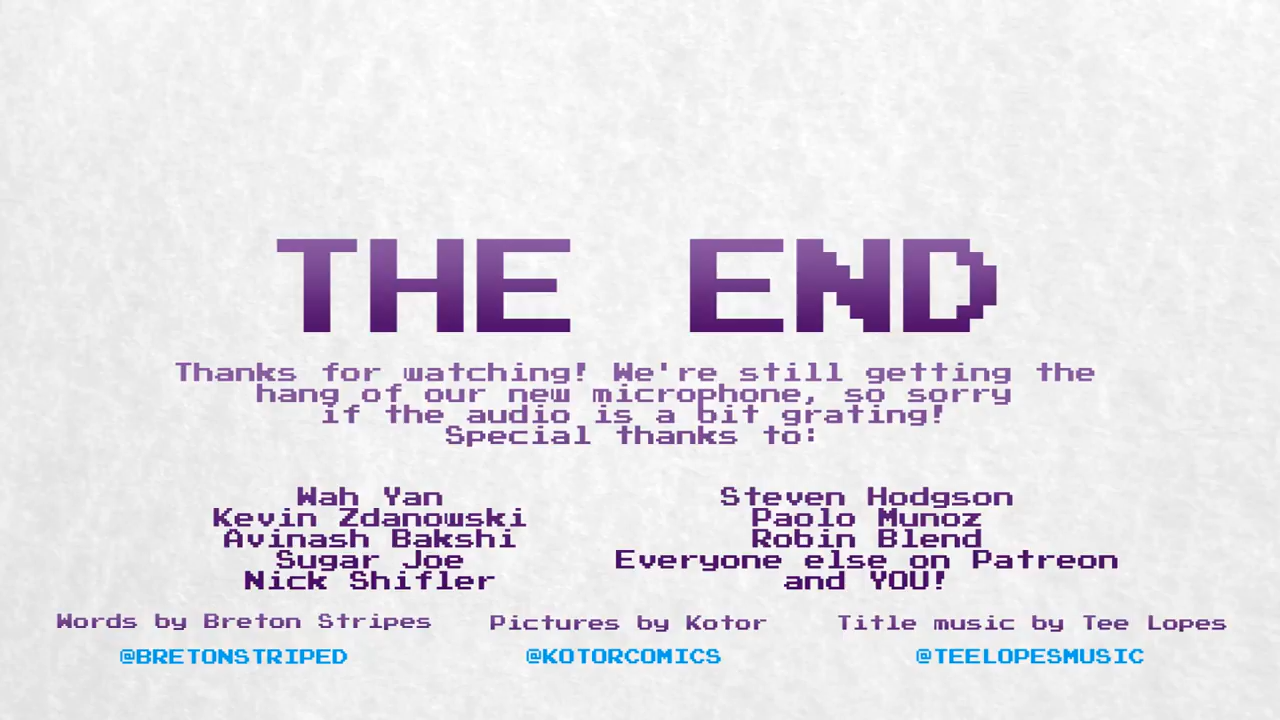 THE END
Thanks for watching! We're still getting the
hang of our new microphone, so sorry
if the audio is a bit grating!
Special thanks to:
Wah Yan
Kevin Zdanowski
Avinash Bakshi
Sugar Joe
Nick Shifler
Steven Hodgson
Paolo Munoz
Robin Blend
Everyone else on Patreon
and YOU!
Words by Breton Stripes
@BRETONSTRIPED
Pictures by Kotor
@KOTORCOMICS
Title music by Tee Lopes
@TEELOPESMUSIC